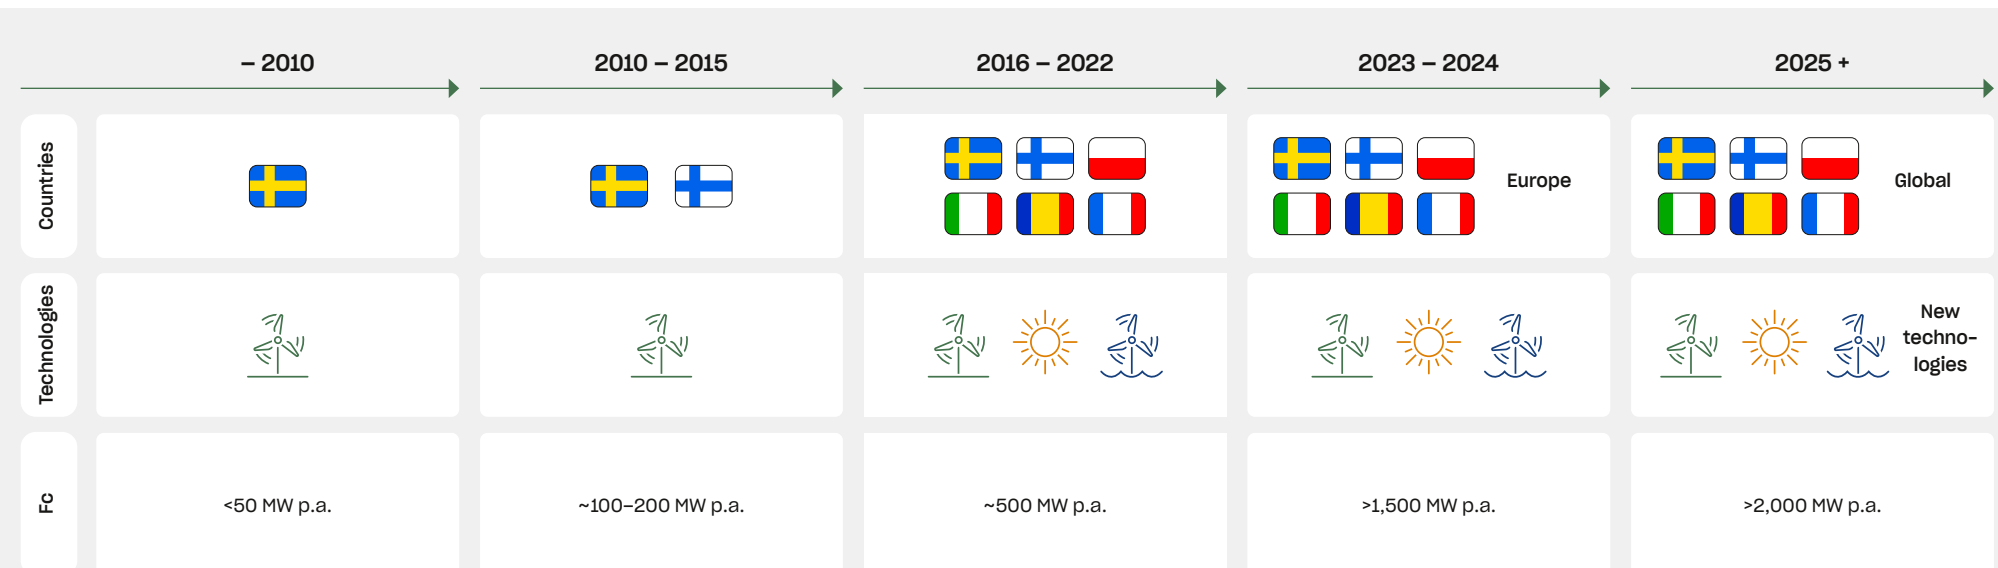 – 2010
2010 – 2015
2016 – 2022
2023 – 2024
2025 +
Countries
Europe
Global
Technologies
New
techno-
logies
Fc
<50 MW p.a.
~100–200 MW p.a.
~500 MW p.a.
>1,500 MW p.a.
>2,000 MW p.a.